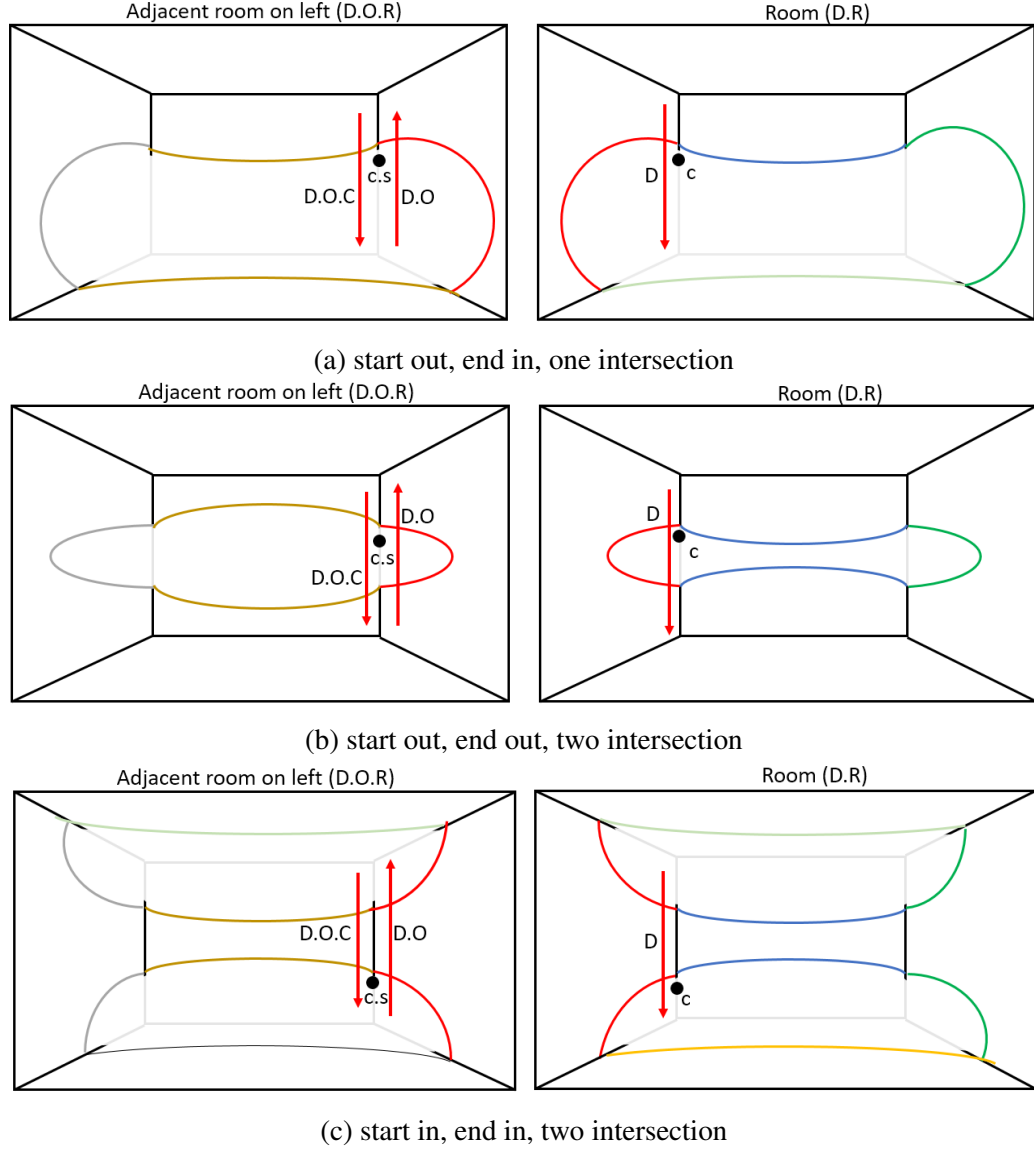 Adjacent room on left (D.O.R)
Room (D.R)
c.s
D.O.C
D.O
D
c
(a) start out, end in, one intersection
Adjacent room on left (D.O.R)
Room (D.R)
D.O
c.s
D.O.C
D
c
(b) start out, end out, two intersection
Adjacent room on left (D.O.R)
Room (D.R)
D.O.C
D.O
c.s
D
c
(c) start in, end in, two intersection